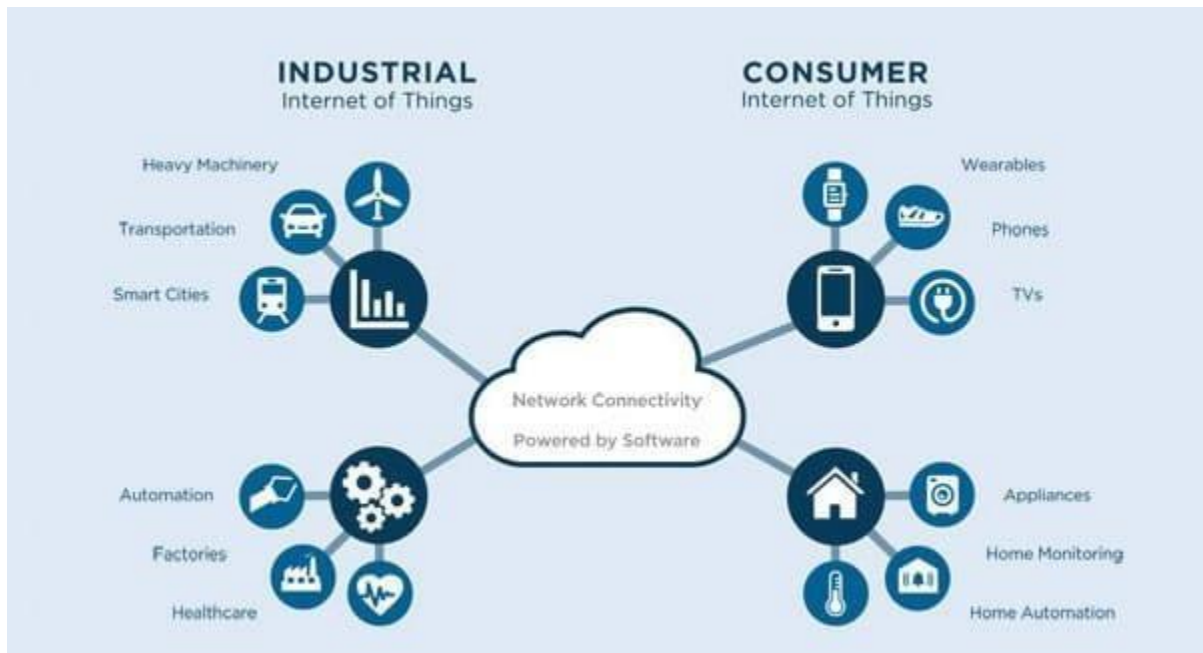 INDUSTRIAL
Internet of Things
CONSUMER
Internet of Things
Heavy Machinery
Transportation
Smart Cities
Wearables
Phones
TVs
Network Connectivity
Powered by Software
Automation
Factories
Healthcare
Appliances
Home Monitoring
Home Automation